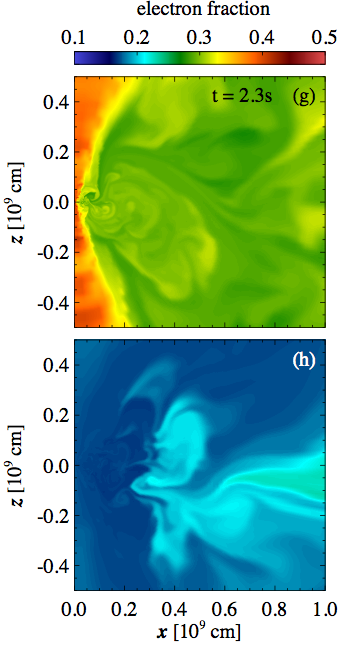 electron fraction
0.1 0.2 0.3 0.4 0.5
t = 2.3s (g)
0.4
0.2
0.0
-0.2
-0.4
z [10⁹ cm]
(h)
0.4
0.2
0.0
-0.2
-0.4
z [10⁹ cm]
0.0 0.2 0.4 0.6 0.8 1.0
x [10⁹ cm]